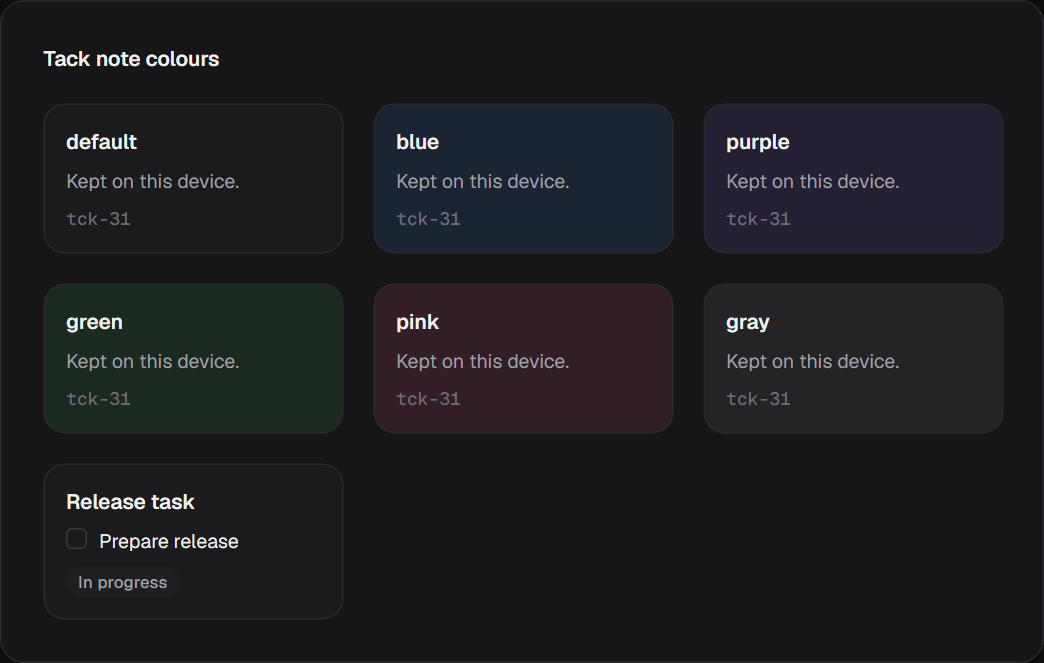 Tack note colours
default
Kept on this device.
tck-31
blue
Kept on this device.
tck-31
purple
Kept on this device.
tck-31
green
Kept on this device.
tck-31
pink
Kept on this device.
tck-31
gray
Kept on this device.
tck-31
Release task
Prepare release
In progress